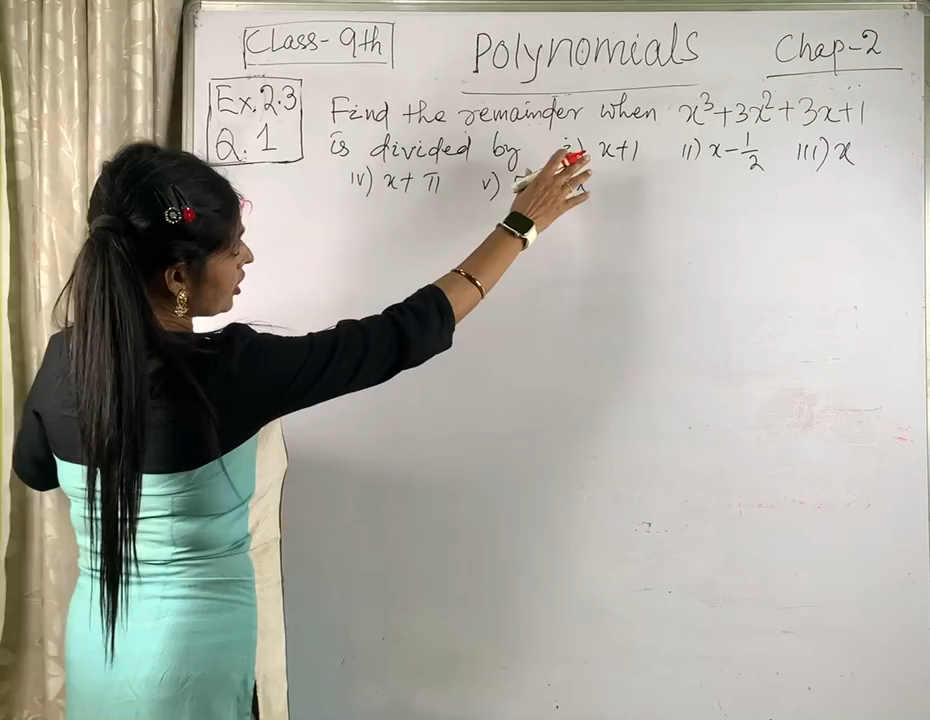 Class-9th Polynomials Chap-2
Ex. 2.3
Q. 1
Find the remainder when x³+3x²+3x+1
is divided by i) x+1 ii) x-1/2 iii) x
iv) x+π v)